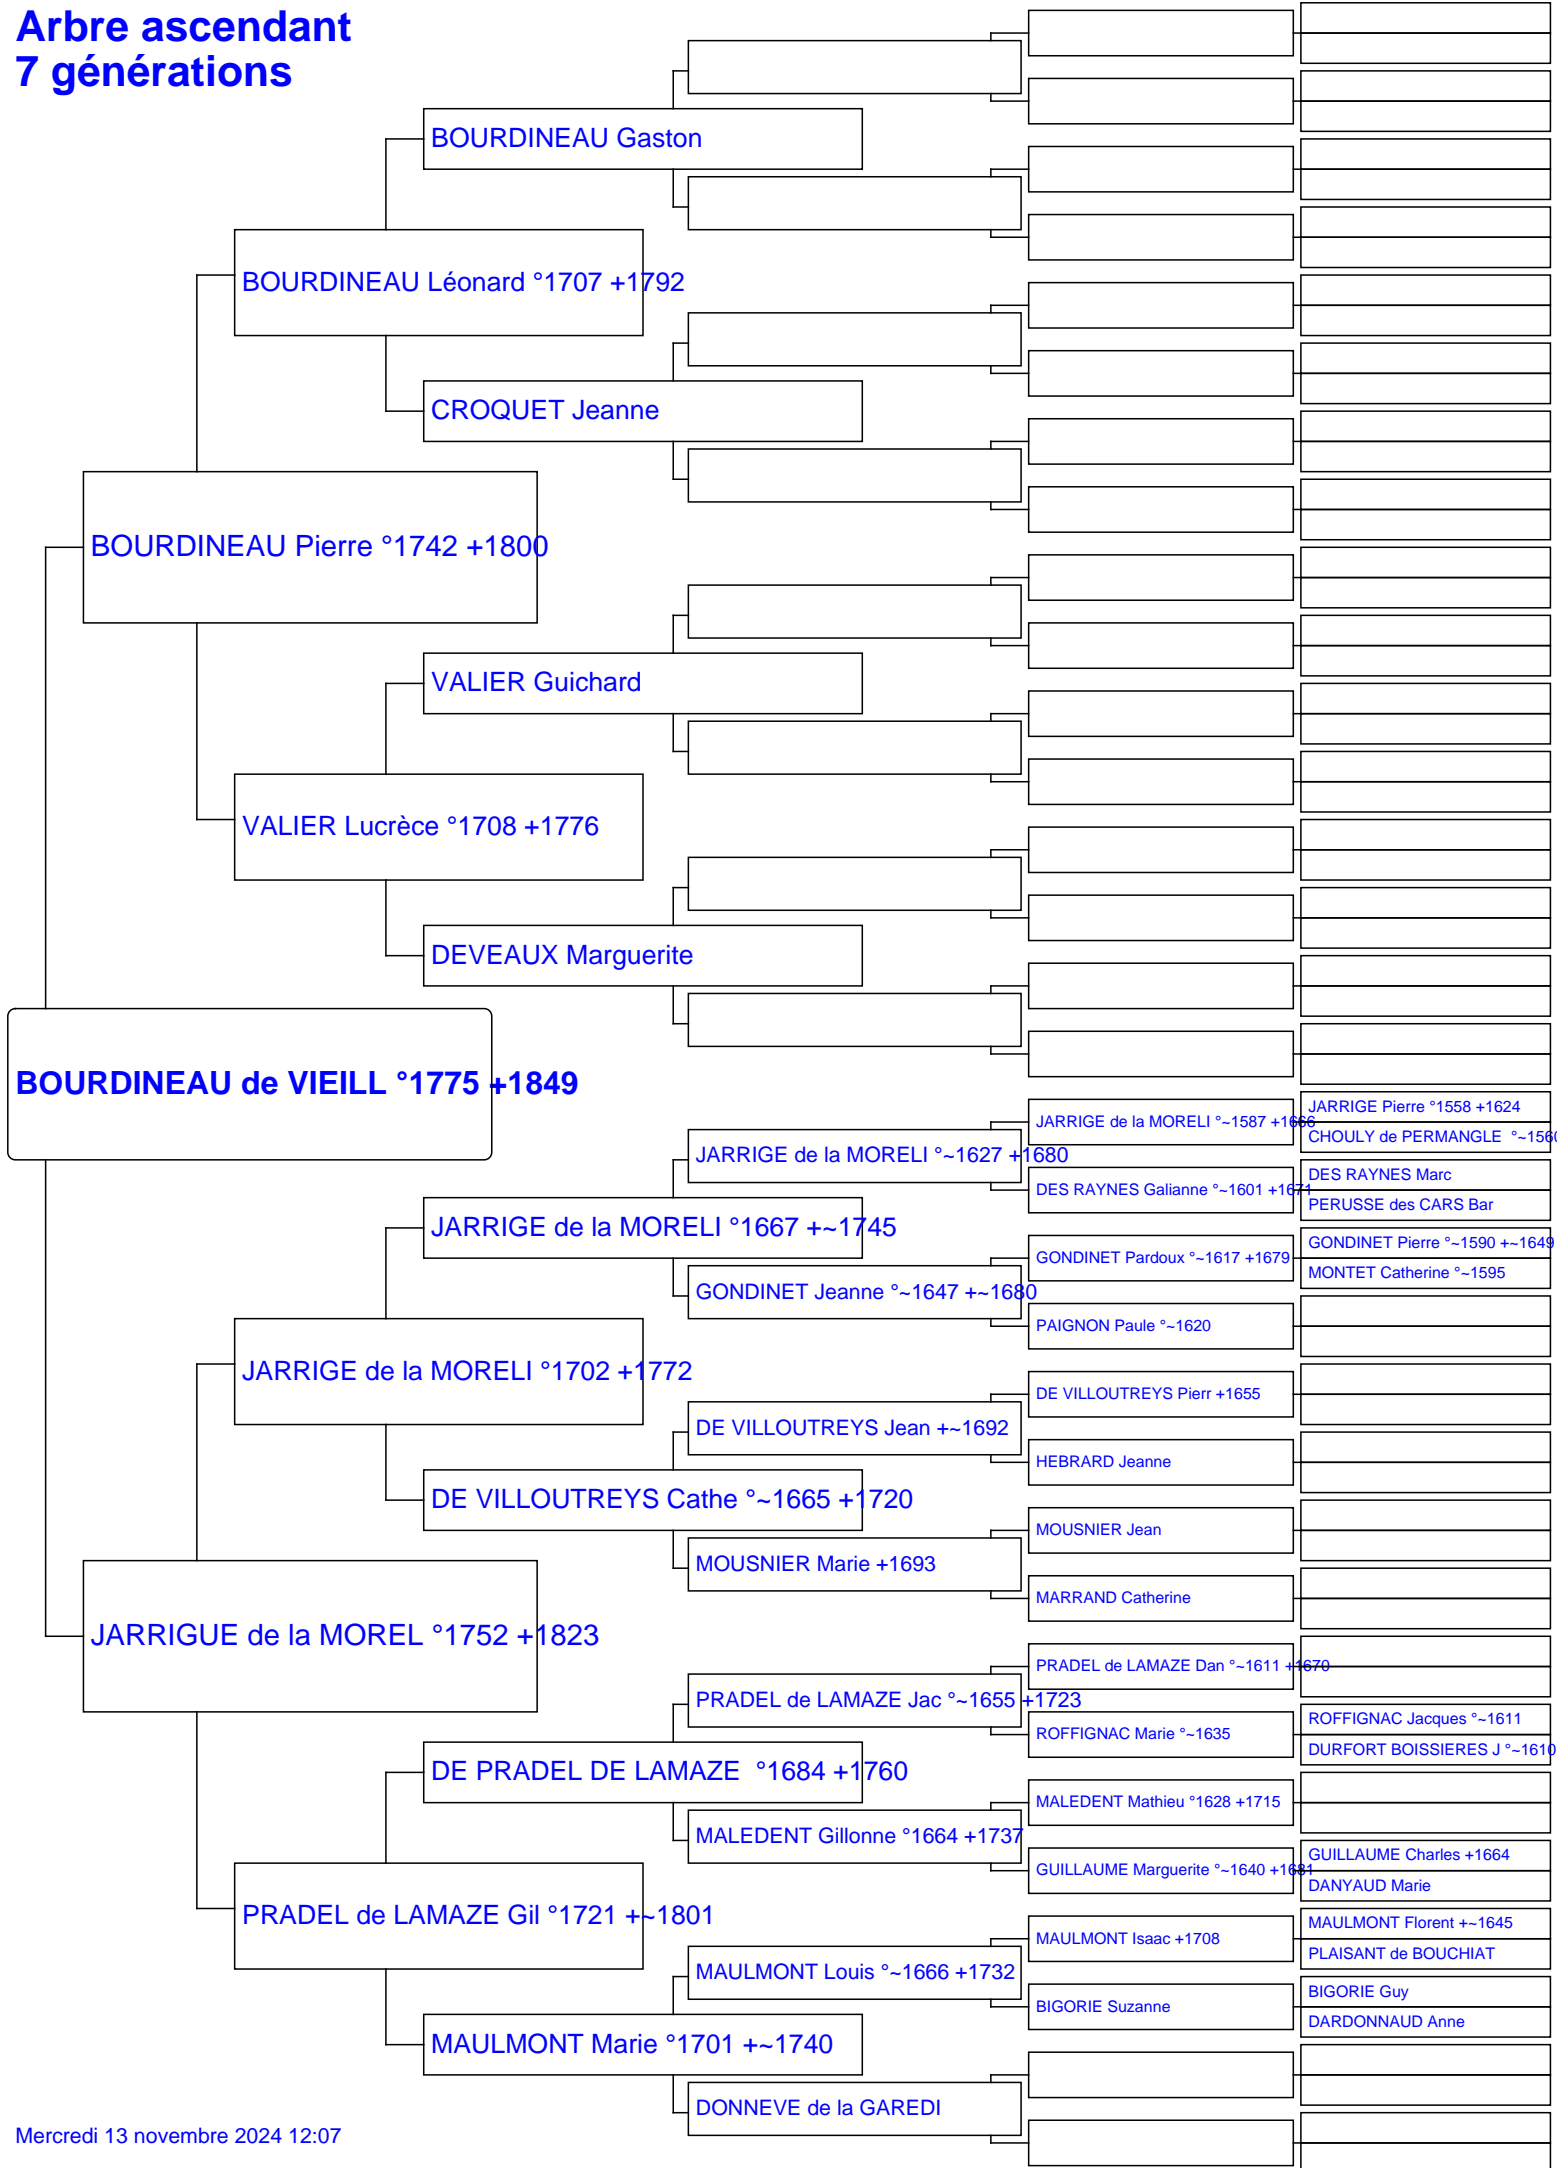 Arbre ascendant
7 générations
BOURDINEAU Gaston
BOURDINEAU Léonard °1707 +1792
CROQUET Jeanne
BOURDINEAU Pierre °1742 +1800
VALIER Guichard
VALIER Lucrèce °1708 +1776
DEVEAUX Marguerite
BOURDINEAU de VIEILL °1775 +1849
JARRIGE Pierre °1558 +1624
JARRIGE de la MORELI °~1587 +1666
CHOULY de PERMANGLE °~1560
JARRIGE de la MORELI °~1627 +1680
DES RAYNES Marc
DES RAYNES Galianne °~1601 +1671
PERUSSE des CARS Bar
JARRIGE de la MORELI °1667 +~1745
GONDINET Pierre °~1590 +~1649
GONDINET Pardoux °~1617 +1679
MONTET Catherine °~1595
GONDINET Jeanne °~1647 +~1680
PAIGNON Paule °~1620
JARRIGE de la MORELI °1702 +1772
DE VILLOUTREYS Pierr +1655
DE VILLOUTREYS Jean +~1692
HEBRARD Jeanne
DE VILLOUTREYS Cathe °~1665 +1720
MOUSNIER Jean
MOUSNIER Marie +1693
MARRAND Catherine
JARRIGUE de la MOREL °1752 +1823
PRADEL de LAMAZE Dan °~1611 +1670
PRADEL de LAMAZE Jac °~1655 +1723
ROFFIGNAC Jacques °~1611
ROFFIGNAC Marie °~1635
DURFORT BOISSIERES J °~1610
DE PRADEL DE LAMAZE °1684 +1760
MALEDENT Mathieu °1628 +1715
MALEDENT Gillonne °1664 +1737
GUILLAUME Charles +1664
GUILLAUME Marguerite °~1640 +1681
DANYAUD Marie
PRADEL de LAMAZE Gil °1721 +~1801
MAULMONT Florent +~1645
MAULMONT Isaac +1708
PLAISANT de BOUCHIAT
MAULMONT Louis °~1666 +1732
BIGORIE Guy
BIGORIE Suzanne
DARDONNAUD Anne
MAULMONT Marie °1701 +~1740
DONNEVE de la GAREDI
Mercredi 13 novembre 2024 12:07